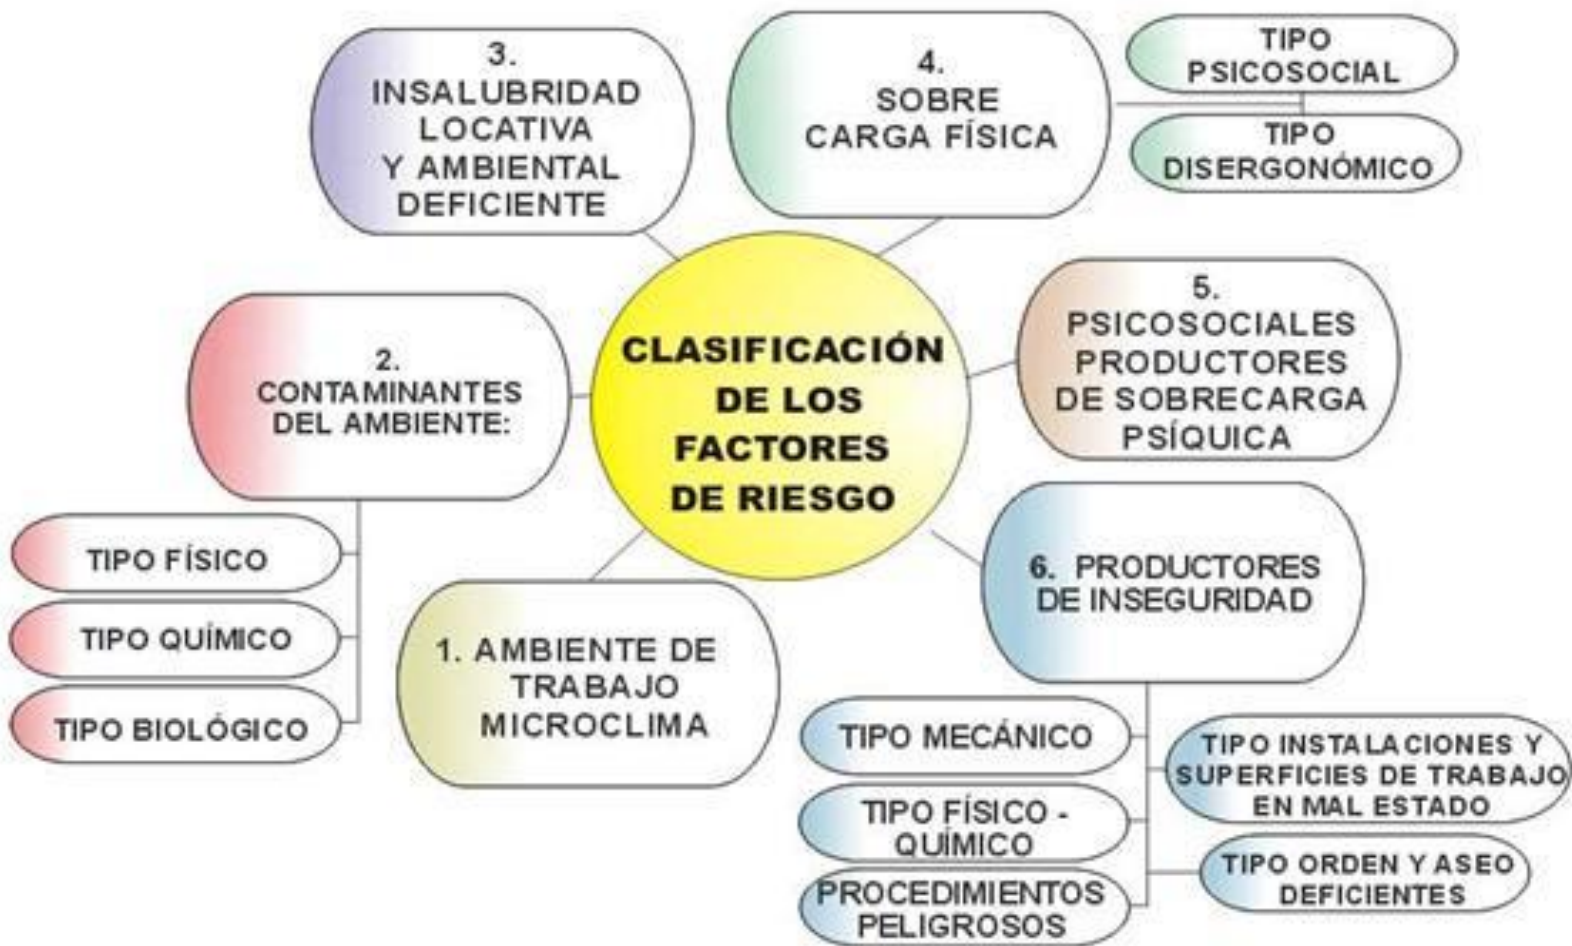 3.
INSALUBRIDAD
LOCATIVA
Y AMBIENTAL
DEFICIENTE
4.
SOBRE
CARGA FÍSICA
TIPO
PSICOSOCIAL
TIPO
DISERGONÓMICO
CLASIFICACIÓN
DE LOS
FACTORES
DE RIESGO
5.
PSICOSOCIALES
PRODUCTORES
DE SOBRECARGA
PSÍQUICA
2.
CONTAMINANTES
DEL AMBIENTE:
TIPO FÍSICO
TIPO QUÍMICO
TIPO BIOLÓGICO
1. AMBIENTE DE
TRABAJO
MICROCLIMA
6. PRODUCTORES
DE INSEGURIDAD
TIPO MECÁNICO
TIPO FÍSICO -
QUÍMICO
PROCEDIMIENTOS
PELIGROSOS
TIPO INSTALACIONES Y
SUPERFICIES DE TRABAJO
EN MAL ESTADO
TIPO ORDEN Y ASEO
DEFICIENTES